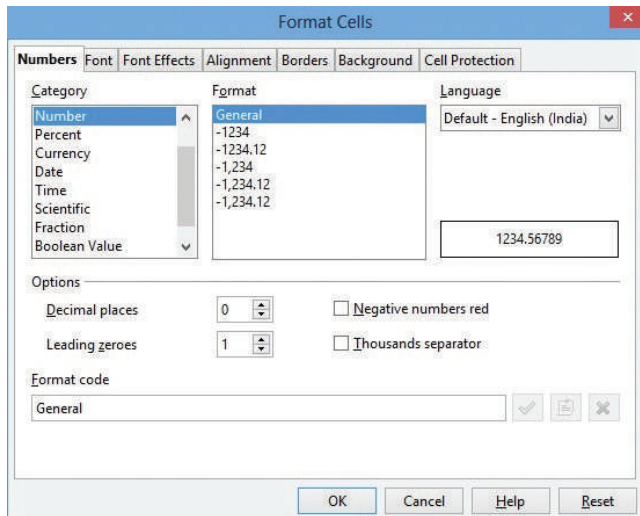 Format Cells
Numbers Font Font Effects Alignment Borders Background Cell Protection
Category
Number
Percent
Currency
Date
Time
Scientific
Fraction
Boolean Value
Format
General
-1234
-1234.12
-1,234
-1,234.12
-1,234.12
Language
Default - English (India)
1234.56789
Options
Decimal places 0
Negative numbers red
Leading zeroes 1
Thousands separator
Format code
General
OK Cancel Help Reset